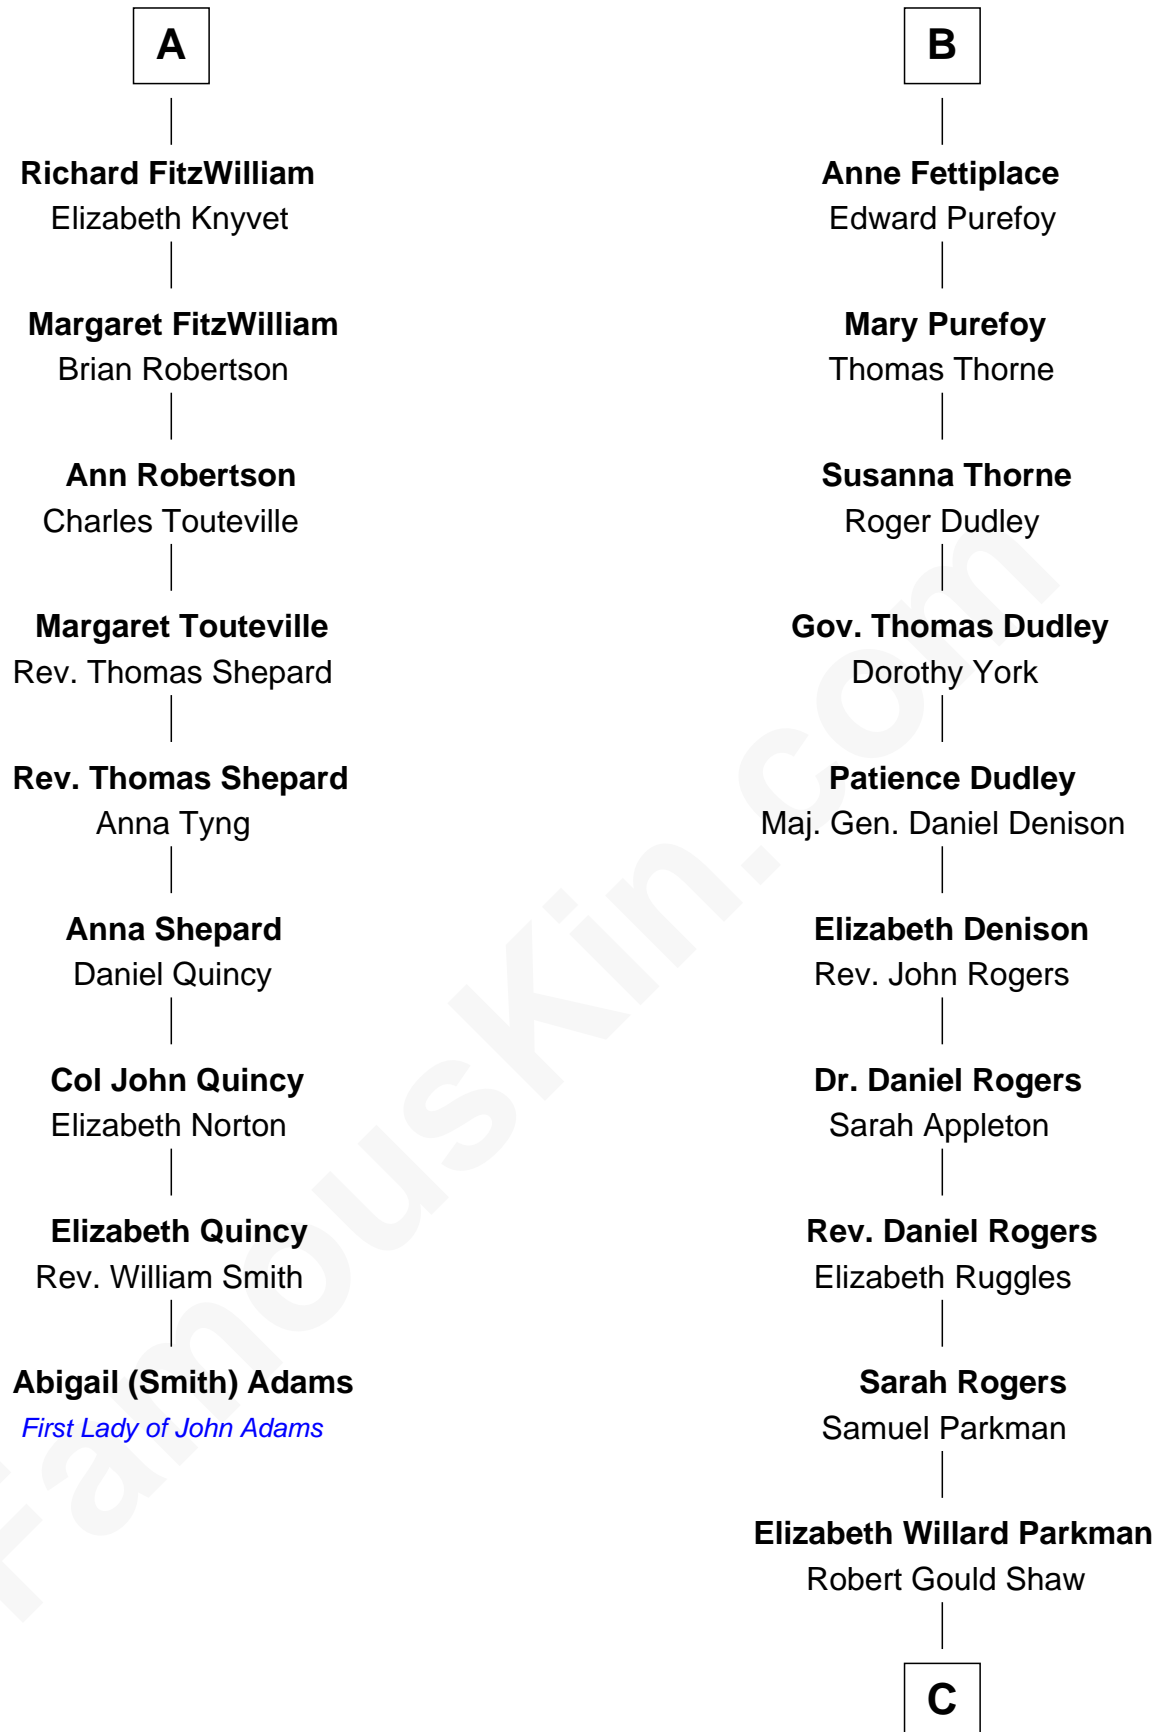 A
Richard FitzWilliam
Elizabeth Knyvet
Margaret FitzWilliam
Brian Robertson
Ann Robertson
Charles Touteville
Margaret Touteville
Rev. Thomas Shepard
Rev. Thomas Shepard
Anna Tyng
Anna Shepard
Daniel Quincy
Col John Quincy
Elizabeth Norton
Elizabeth Quincy
Rev. William Smith
Abigail (Smith) Adams
First Lady of John Adams
B
Anne Fettiplace
Edward Purefoy
Mary Purefoy
Thomas Thorne
Susanna Thorne
Roger Dudley
Gov. Thomas Dudley
Dorothy York
Patience Dudley
Maj. Gen. Daniel Denison
Elizabeth Denison
Rev. John Rogers
Dr. Daniel Rogers
Sarah Appleton
Rev. Daniel Rogers
Elizabeth Ruggles
Sarah Rogers
Samuel Parkman
Elizabeth Willard Parkman
Robert Gould Shaw
C
FamousKin.com